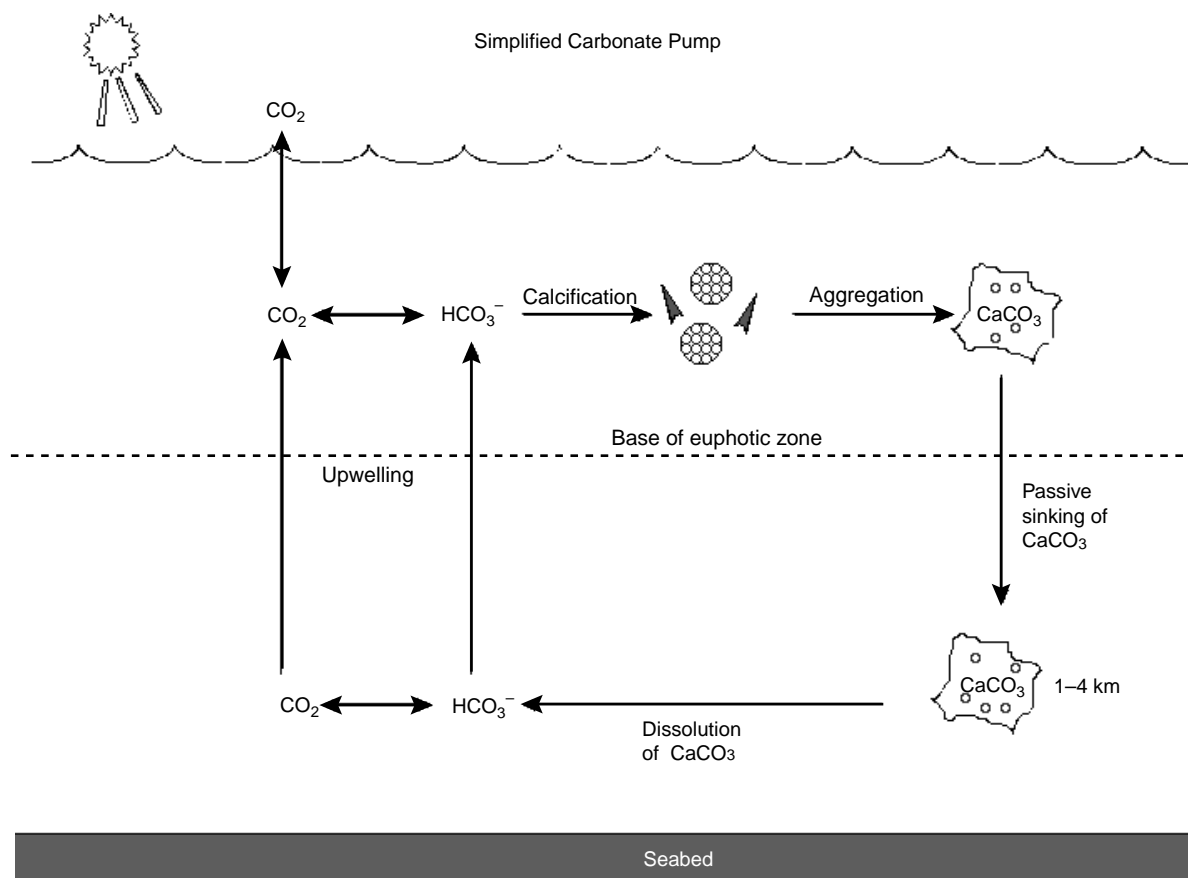 Simplified Carbonate Pump
CO₂
CO₂
HCO₃⁻
Calcification
Aggregation
CaCO₃
Base of euphotic zone
Upwelling
Passive
sinking of
CaCO₃
CO₂
HCO₃⁻
Dissolution
of CaCO₃
CaCO₃
1–4 km
Seabed